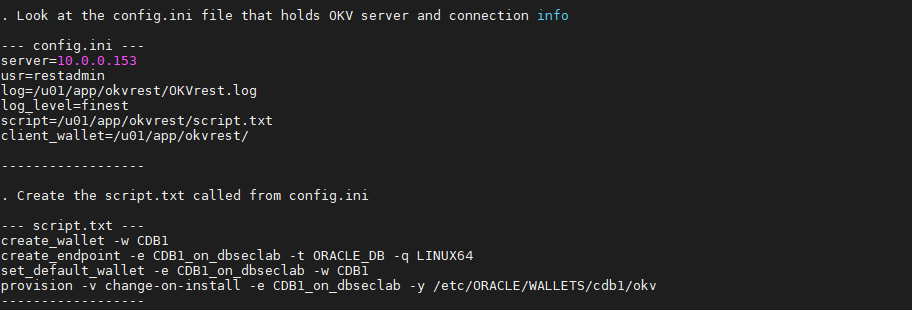 . Look at the config.ini file that holds OKV server and connection info
--- config.ini ---
server=10.0.0.153
usr=restadmin
log=/u01/app/okvrest/OKVrest.log
log_level=finest
script=/u01/app/okvrest/script.txt
client_wallet=/u01/app/okvrest/
------------------
. Create the script.txt called from config.ini
--- script.txt ---
create_wallet -w CDB1
create_endpoint -e CDB1_on_dbseclab -t ORACLE_DB -q LINUX64
set_default_wallet -e CDB1_on_dbseclab -w CDB1
provision -v change-on-install -e CDB1_on_dbseclab -y /etc/ORACLE/WALLETS/cdb1/okv
------------------